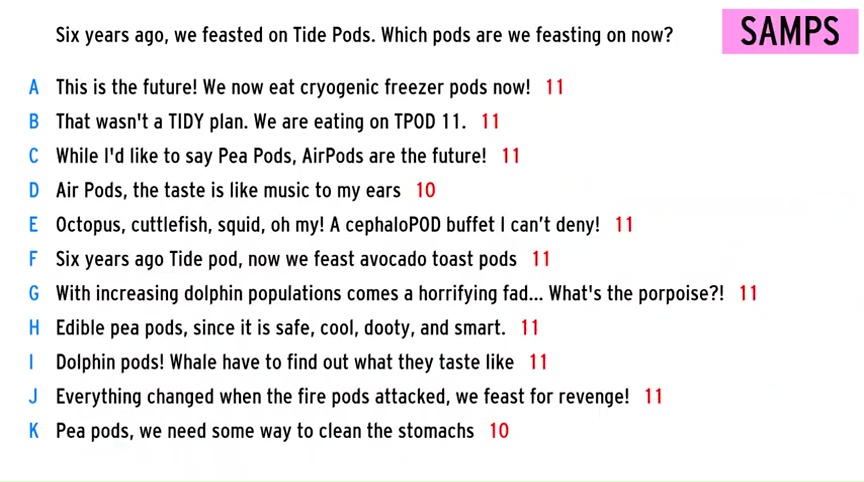 Six years ago, we feasted on Tide Pods. Which pods are we feasting on now?
SAMPS
A This is the future! We now eat cryogenic freezer pods now! 11
B That wasn't a TIDY plan. We are eating on TPOD 11. 11
C While I'd like to say Pea Pods, AirPods are the future! 11
D Air Pods, the taste is like music to my ears 10
E Octopus, cuttlefish, squid, oh my! A cephaloPOD buffet I can't deny! 11
F Six years ago Tide pod, now we feast avocado toast pods 11
G With increasing dolphin populations comes a horrifying fad... What's the porpoise?! 11
H Edible pea pods, since it is safe, cool, dooty, and smart. 11
I Dolphin pods! Whale have to find out what they taste like 11
J Everything changed when the fire pods attacked, we feast for revenge! 11
K Pea pods, we need some way to clean the stomachs 10